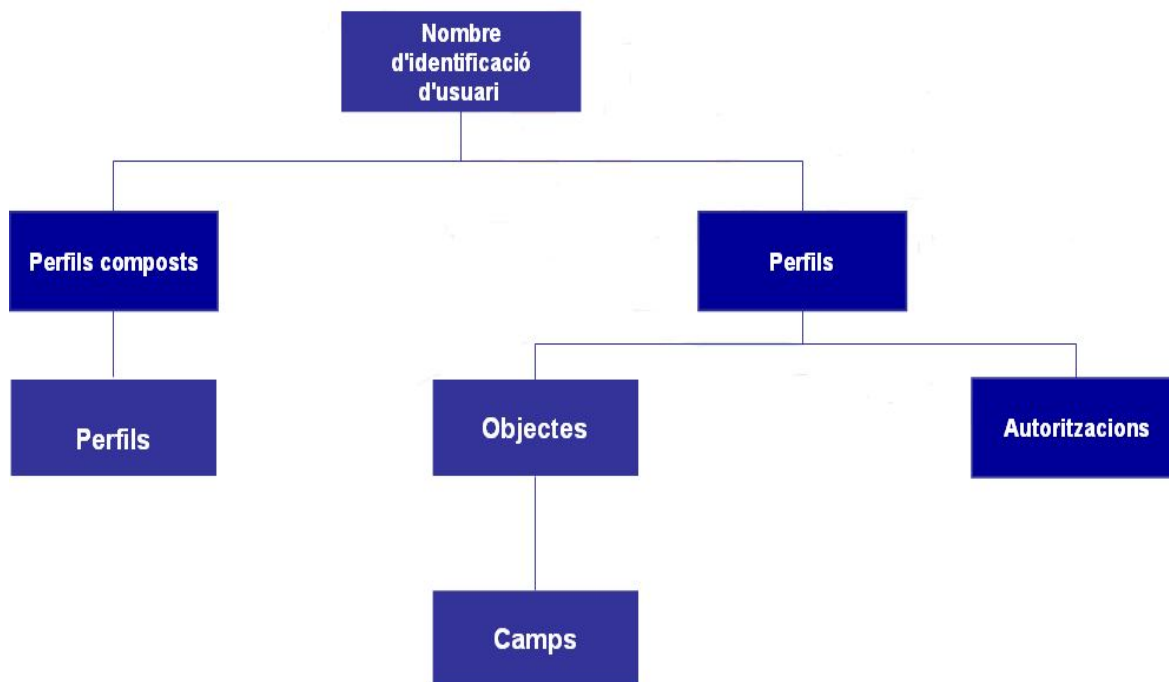 Nombre
d'identificació
d'usuari
Perfils composts
Perfils
Perfils
Objectes
Autoritzacions
Camps